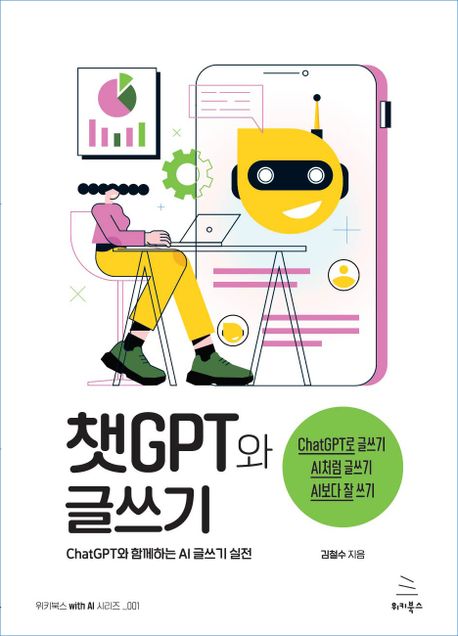 챗GPT와
글쓰기
ChatGPT와 함께하는 AI 글쓰기 실전
ChatGPT로 글쓰기
AI처럼 글쓰기
AI보다 잘 쓰기
김철수 지음
위키북스 with AI 시리즈 _001
위키북스